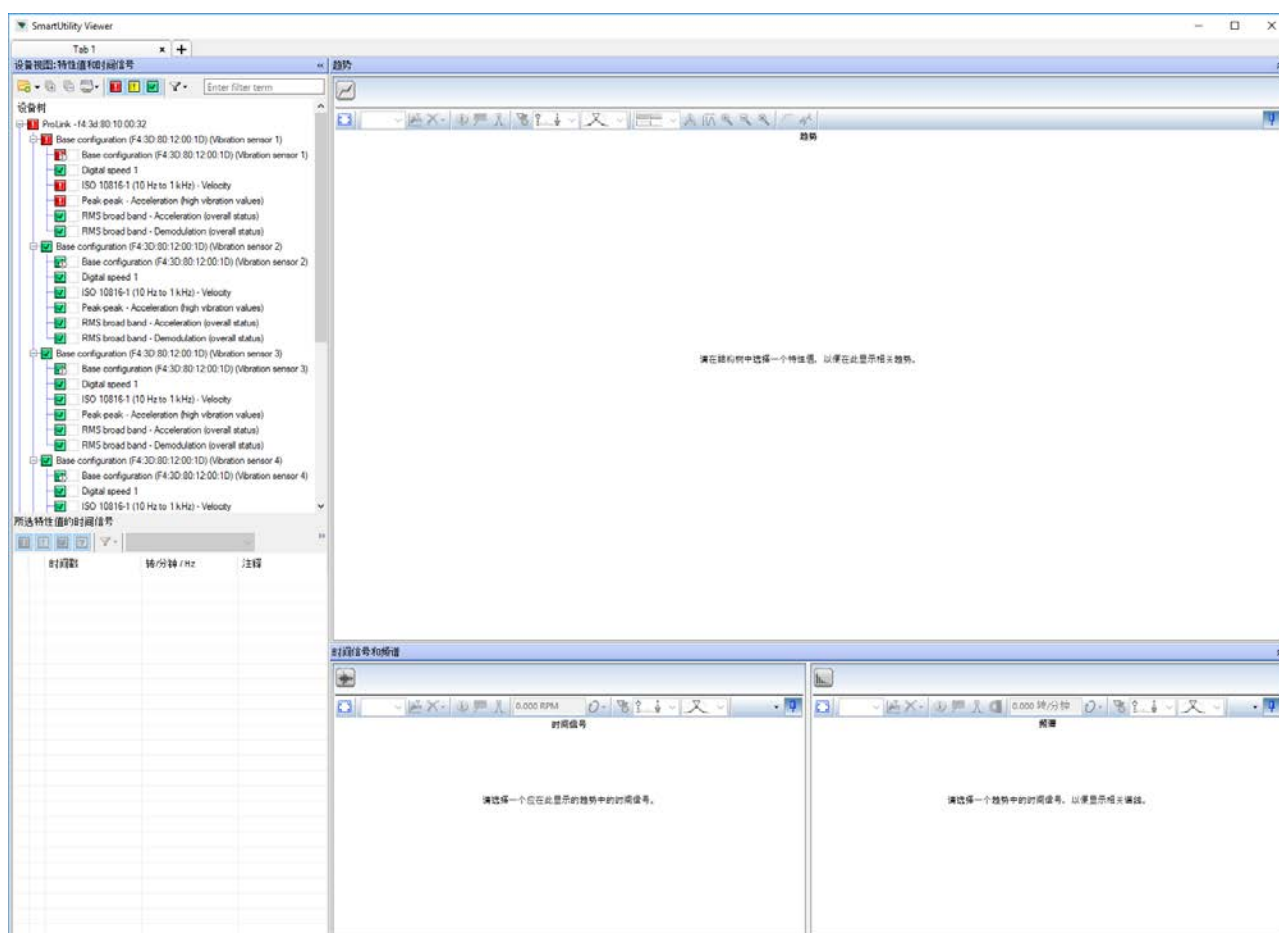 SmartUtility Viewer
Tab 1
设备视图:特性值和时间信号
Enter filter term
设备树
ProLink - f4:3d:80:10:00:32
Base configuration (F4:3D:80:12:00:1D) (Vibration sensor 1)
Base configuration (F4:3D:80:12:00:1D) (Vibration sensor 1)
Digital speed 1
ISO 10816-1 (10 Hz to 1 kHz) - Velocity
Peak-peak - Acceleration (high vibration values)
RMS broad band - Acceleration (overall status)
RMS broad band - Demodulation (overall status)
Base configuration (F4:3D:80:12:00:1D) (Vibration sensor 2)
Base configuration (F4:3D:80:12:00:1D) (Vibration sensor 2)
Digital speed 1
ISO 10816-1 (10 Hz to 1 kHz) - Velocity
Peak-peak - Acceleration (high vibration values)
RMS broad band - Acceleration (overall status)
RMS broad band - Demodulation (overall status)
Base configuration (F4:3D:80:12:00:1D) (Vibration sensor 3)
Base configuration (F4:3D:80:12:00:1D) (Vibration sensor 3)
Digital speed 1
ISO 10816-1 (10 Hz to 1 kHz) - Velocity
Peak-peak - Acceleration (high vibration values)
RMS broad band - Acceleration (overall status)
RMS broad band - Demodulation (overall status)
Base configuration (F4:3D:80:12:00:1D) (Vibration sensor 4)
Base configuration (F4:3D:80:12:00:1D) (Vibration sensor 4)
Digital speed 1
ISO 10816-1 (10 Hz to 1 kHz) - Velocity
所选特性值的时间信号
时间戳 转/分钟 / Hz 注释
趋势
趋势
请在结构树中选择一个特性值，以便在此显示相关趋势。
时间信号和频谱
0.000 RPM
时间信号
请选择一个应在此显示的趋势中的时间信号。
0.000 转/分钟
频谱
请选择一个趋势中的时间信号，以便显示相关谱线。